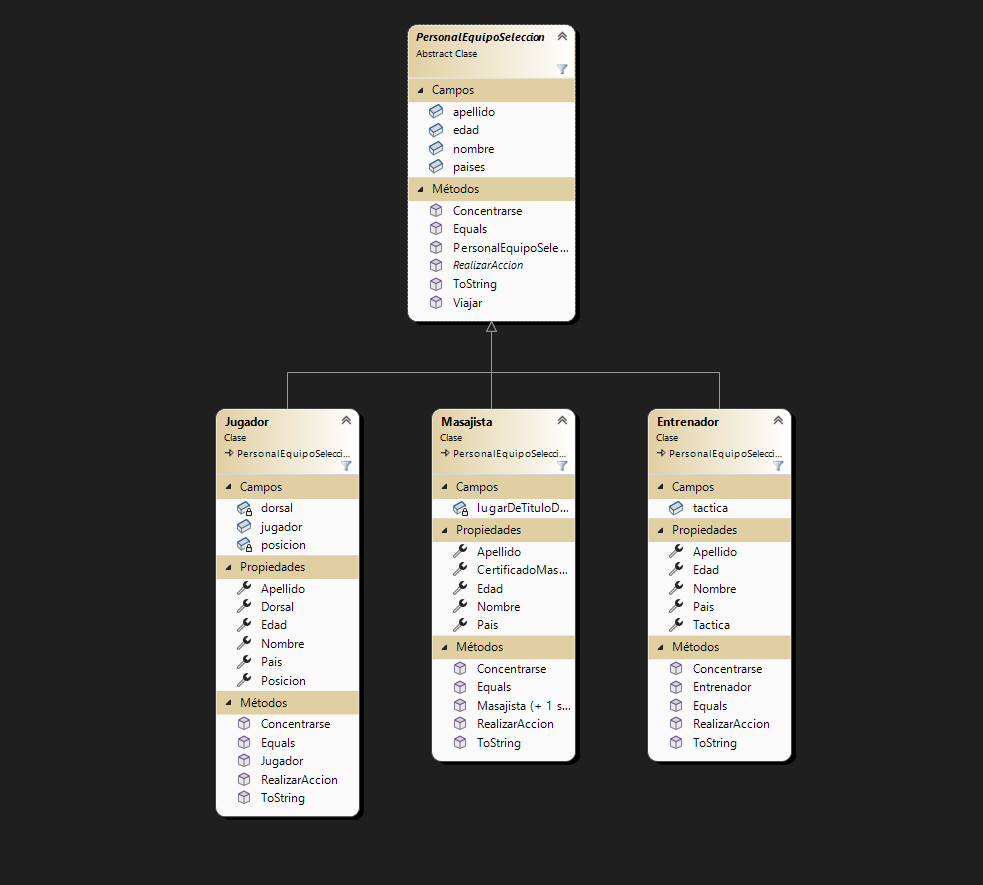 PersonalEquipoSeleccion
Abstract Clase
Campos
apellido
edad
nombre
paises
Métodos
Concentrarse
Equals
PersonalEquipoSele...
RealizarAccion
ToString
Viajar
Jugador
Clase
PersonalEquipoSelecci...
Campos
dorsal
jugador
posicion
Propiedades
Apellido
Dorsal
Edad
Nombre
Pais
Posicion
Métodos
Concentrarse
Equals
Jugador
RealizarAccion
ToString
Masajista
Clase
PersonalEquipoSelecci...
Campos
lugarDeTituloD...
Propiedades
Apellido
CertificadoMas...
Edad
Nombre
Pais
Métodos
Concentrarse
Equals
Masajista (+ 1 s...
RealizarAccion
ToString
Entrenador
Clase
PersonalEquipoSelecci...
Campos
tactica
Propiedades
Apellido
Edad
Nombre
Pais
Tactica
Métodos
Concentrarse
Entrenador
Equals
RealizarAccion
ToString